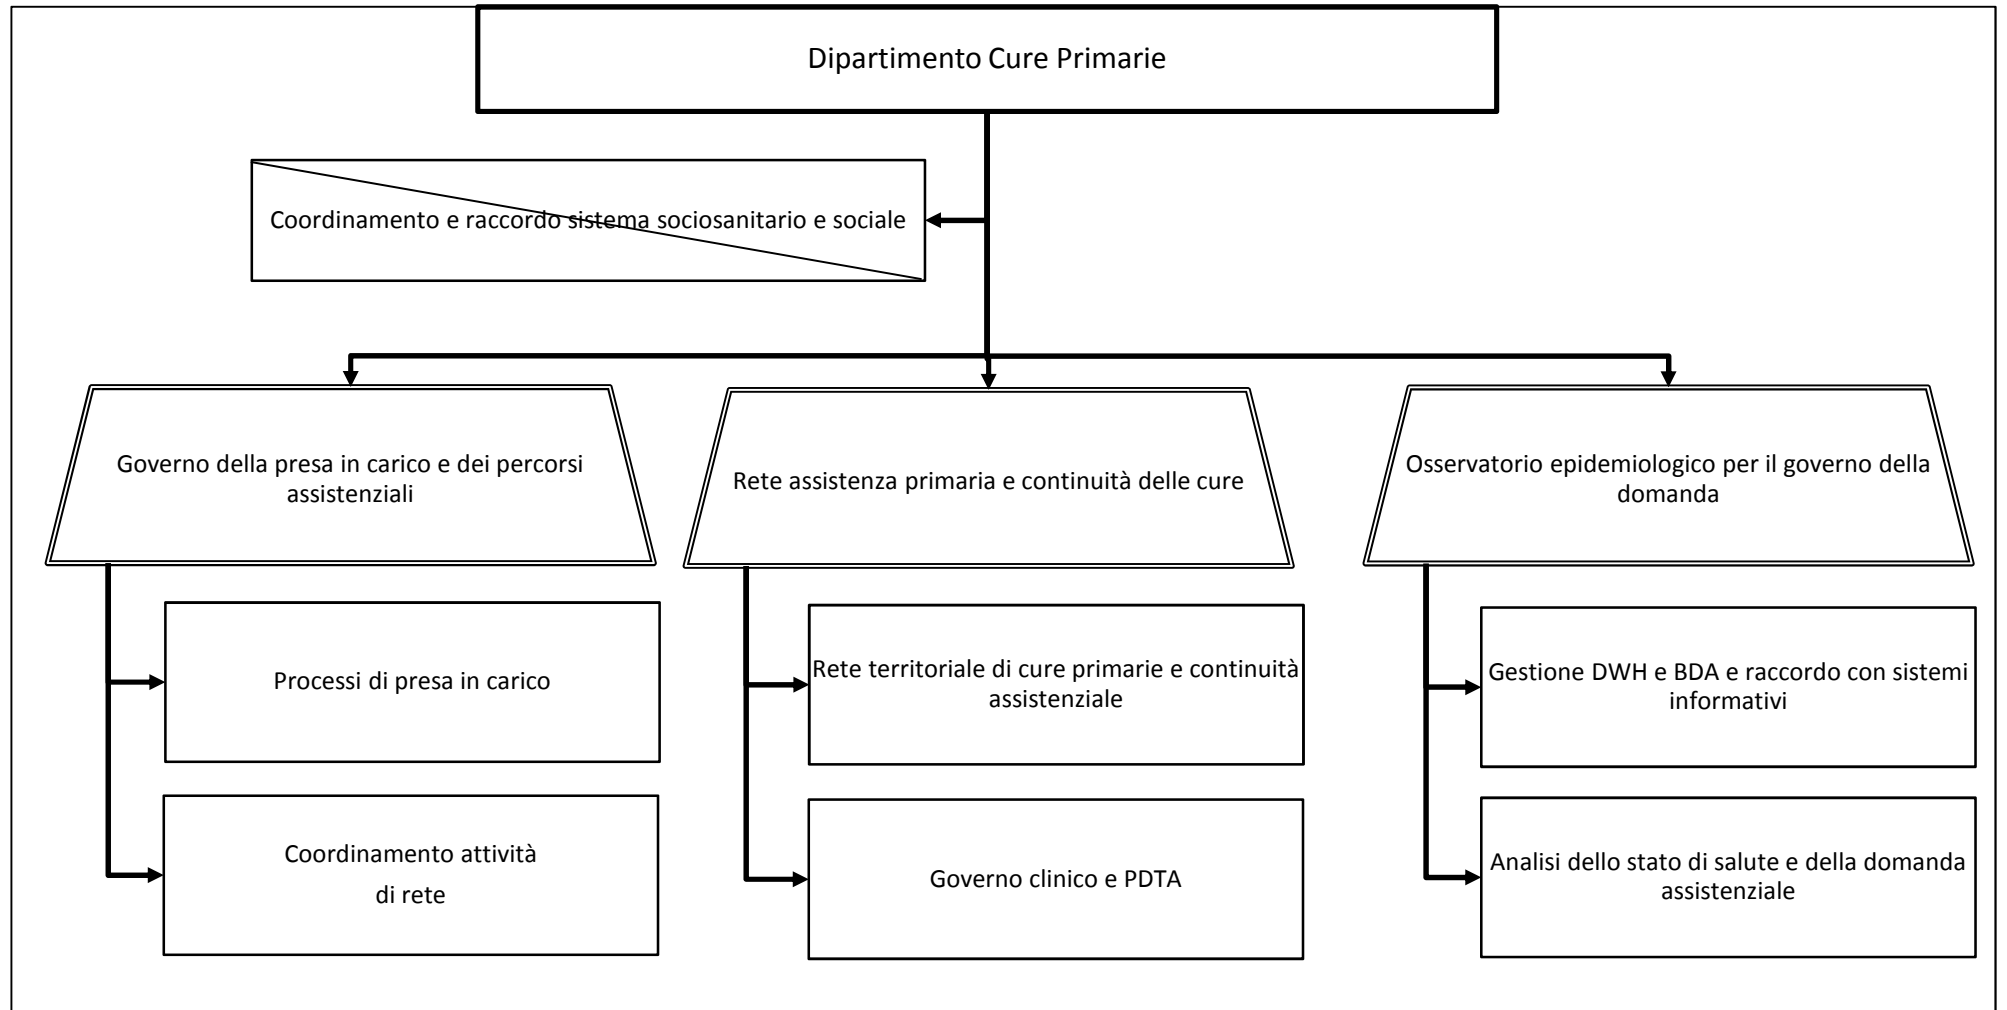 Dipartimento Cure Primarie
Coordinamento e raccordo sistema sociosanitario e sociale
Governo della presa in carico e dei percorsi
assistenziali
Rete assistenza primaria e continuità delle cure
Osservatorio epidemiologico per il governo della
domanda
Processi di presa in carico
Rete territoriale di cure primarie e continuità
assistenziale
Gestione DWH e BDA e raccordo con sistemi
informativi
Coordinamento attività
di rete
Governo clinico e PDTA
Analisi dello stato di salute e della domanda
assistenziale